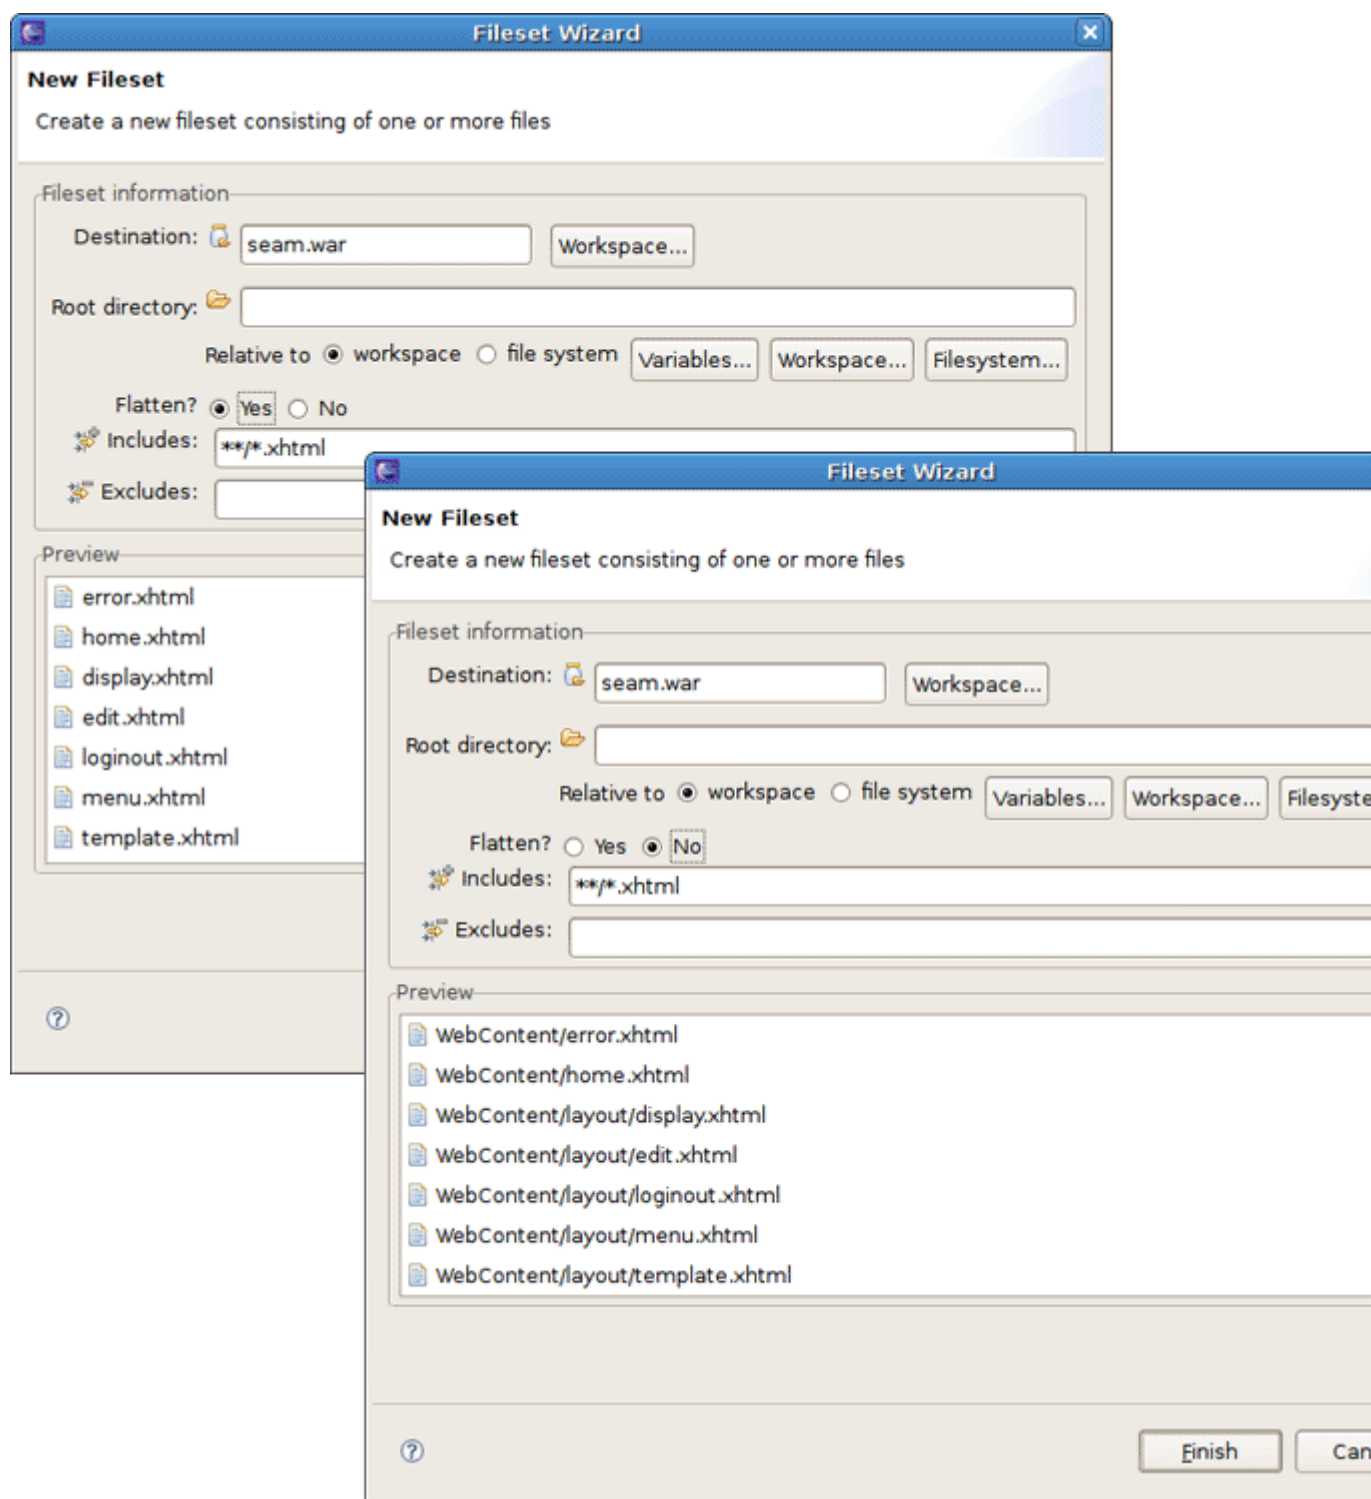 Fileset Wizard
New Fileset
Create a new fileset consisting of one or more files
Fileset information
Destination: seam.war Workspace...
Root directory:
Relative to workspace file system Variables... Workspace... Filesystem...
Flatten? Yes No
Includes: **/*.xhtml
Excludes:
Preview
error.xhtml
home.xhtml
display.xhtml
edit.xhtml
loginout.xhtml
menu.xhtml
template.xhtml
Fileset Wizard
New Fileset
Create a new fileset consisting of one or more files
Fileset information
Destination: seam.war Workspace...
Root directory:
Relative to workspace file system Variables... Workspace... Filesyste
Flatten? Yes No
Includes: **/*.xhtml
Excludes:
Preview
WebContent/error.xhtml
WebContent/home.xhtml
WebContent/layout/display.xhtml
WebContent/layout/edit.xhtml
WebContent/layout/loginout.xhtml
WebContent/layout/menu.xhtml
WebContent/layout/template.xhtml
Finish Can